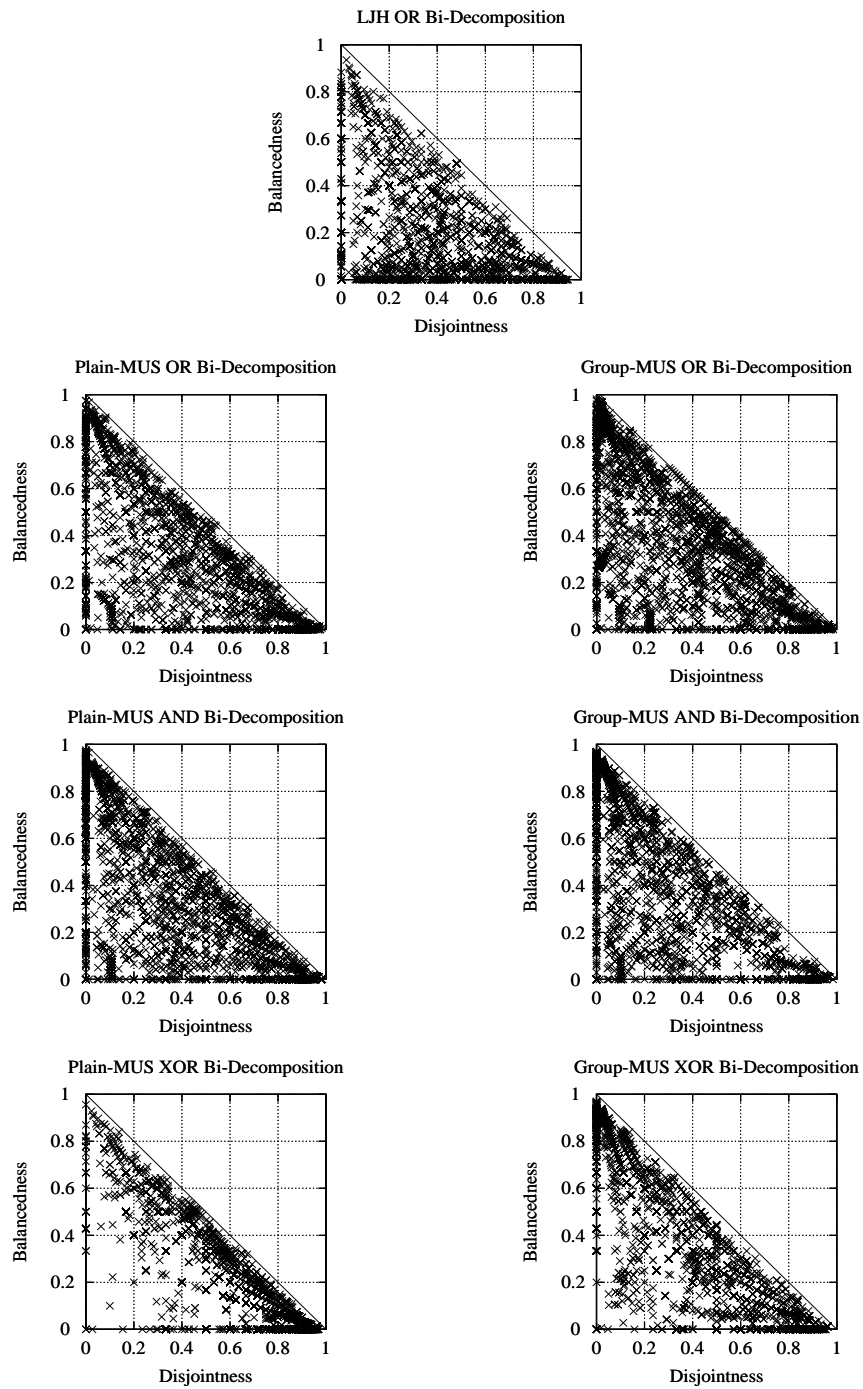 LJH OR Bi-Decomposition
1
0.8
0.6
0.4
0.2
0
Balancedness
0 0.2 0.4 0.6 0.8 1
Disjointness
Plain-MUS OR Bi-Decomposition
1
0.8
0.6
0.4
0.2
0
Balancedness
0 0.2 0.4 0.6 0.8 1
Disjointness
Group-MUS OR Bi-Decomposition
1
0.8
0.6
0.4
0.2
0
Balancedness
0 0.2 0.4 0.6 0.8 1
Disjointness
Plain-MUS AND Bi-Decomposition
1
0.8
0.6
0.4
0.2
0
Balancedness
0 0.2 0.4 0.6 0.8 1
Disjointness
Group-MUS AND Bi-Decomposition
1
0.8
0.6
0.4
0.2
0
Balancedness
0 0.2 0.4 0.6 0.8 1
Disjointness
Plain-MUS XOR Bi-Decomposition
1
0.8
0.6
0.4
0.2
0
Balancedness
0 0.2 0.4 0.6 0.8 1
Disjointness
Group-MUS XOR Bi-Decomposition
1
0.8
0.6
0.4
0.2
0
Balancedness
0 0.2 0.4 0.6 0.8 1
Disjointness